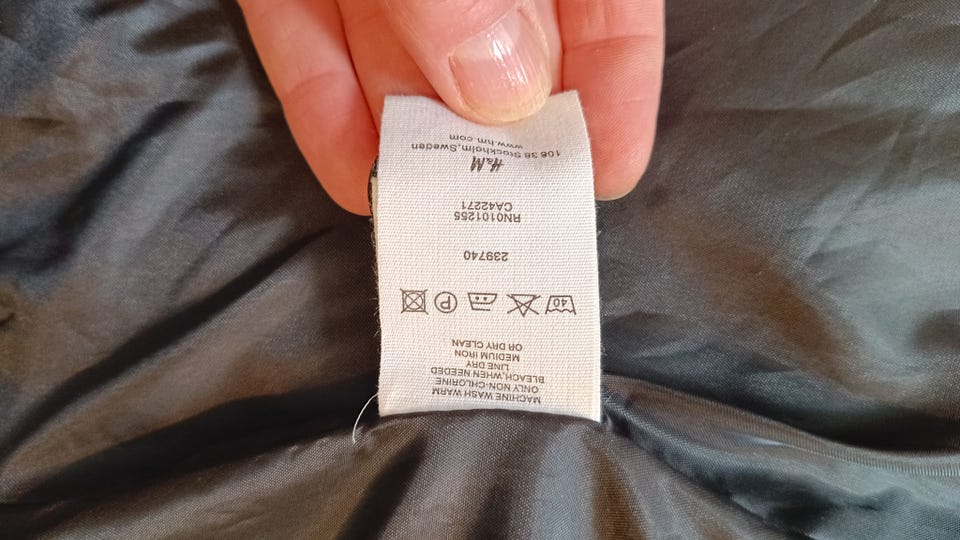 MACHINE WASH WARM
ONLY NON-CHLORINE
BLEACH, WHEN NEEDED
LINE DRY
MEDIUM IRON
OR DRY CLEAN
40 P
239740
RN0101255
CA42271
H&M
106 38 Stockholm, Sweden
www.hm.com